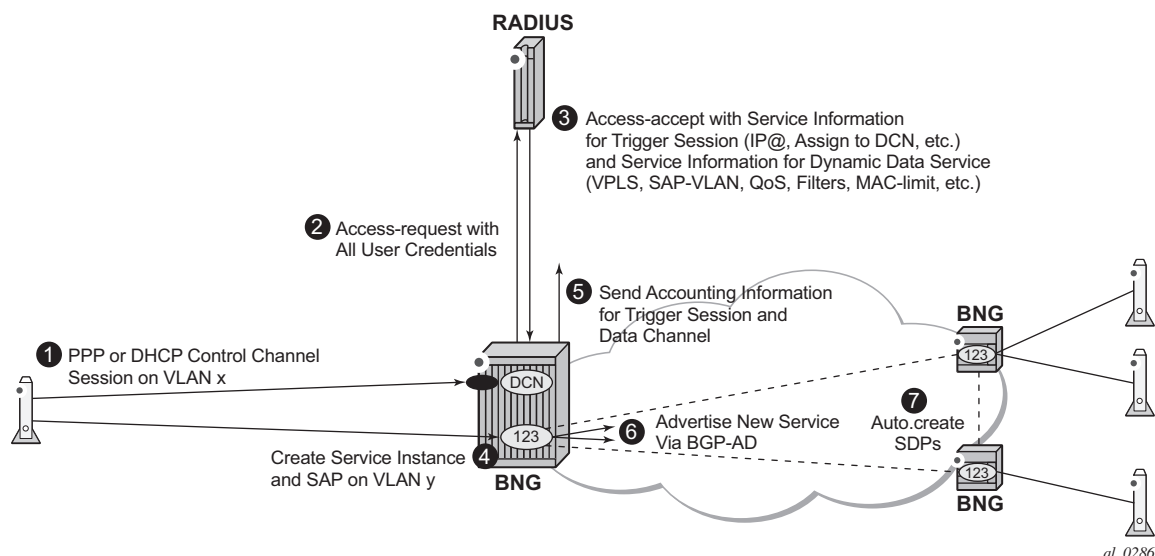 RADIUS
3 Access-accept with Service Information
for Trigger Session (IP@, Assign to DCN, etc.)
and Service Information for Dynamic Data Service
(VPLS, SAP-VLAN, QoS, Filters, MAC-limit, etc.)
2 Access-request with
All User Credentials
5 Send Accounting Information
for Trigger Session and
Data Channel
1 PPP or DHCP Control Channel
Session on VLAN x
DCN
123
Create Service Instance 4
and SAP on VLAN y
BNG
6 Advertise New Service
Via BGP-AD
BNG
123
7
Auto.create
SDPs
123
BNG
al_0286